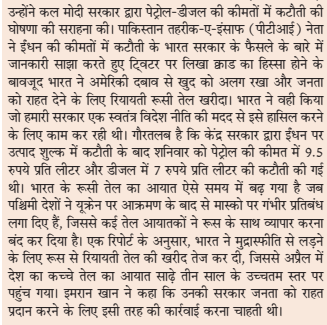 उन्होंने कल मोदी सरकार द्वारा पेट्रोल-डीजल की कीमतों में कटौती की
घोषणा की सराहना की। पाकिस्तान तहरीक-ए-इंसाफ (पीटीआई) नेता
ने ईंधन की कीमतों में कटौती के भारत सरकार के फैसले के बारे में
जानकारी साझा करते हुए ट्विटर पर लिखा क्राड का हिस्सा होने के
बावजूद भारत ने अमेरिकी दबाव से खुद को अलग रखा और जनता
को राहत देने के लिए रियायती रूसी तेल खरीदा। भारत ने वही किया
जो हमारी सरकार एक स्वतंत्र विदेश नीति की मदद से इसे हासिल करने
के लिए काम कर रही थी। गौरतलब है कि केंद्र सरकार द्वारा ईंधन पर
उत्पाद शुल्क में कटौती के बाद शनिवार को पेट्रोल की कीमत में 9.5
रुपये प्रति लीटर और डीजल में 7 रुपये प्रति लीटर की कटौती की गई
थी। भारत के रूसी तेल का आयात ऐसे समय में बढ़ गया है जब
पश्चिमी देशों ने यूक्रेन पर आक्रमण के बाद से मास्को पर गंभीर प्रतिबंध
लगा दिए हैं, जिससे कई तेल आयातकों ने रूस के साथ व्यापार करना
बंद कर दिया है। एक रिपोर्ट के अनुसार, भारत ने मुद्रास्फीति से लड़ने
के लिए रूस से रियायती तेल की खरीद तेज कर दी, जिससे अप्रैल में
देश का कच्चे तेल का आयात साढ़े तीन साल के उच्चतम स्तर पर
पहुंच गया। इमरान खान ने कहा कि उनकी सरकार जनता को राहत
प्रदान करने के लिए इसी तरह की कार्रवाई करना चाहती थी।